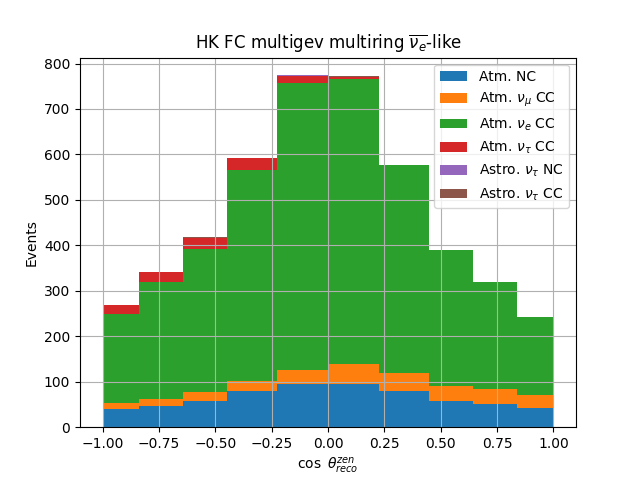 HK FC multigev multiring $\overline{\nu_e}$-like
800
700
600
500
400
300
200
100
0
Events
Atm. NC
Atm. $\nu_\mu$ CC
Atm. $\nu_e$ CC
Atm. $\nu_\tau$ CC
Astro. $\nu_\tau$ NC
Astro. $\nu_\tau$ CC
−1.00 −0.75 −0.50 −0.25 0.00 0.25 0.50 0.75 1.00
cos $\theta_{reco}^{zen}$